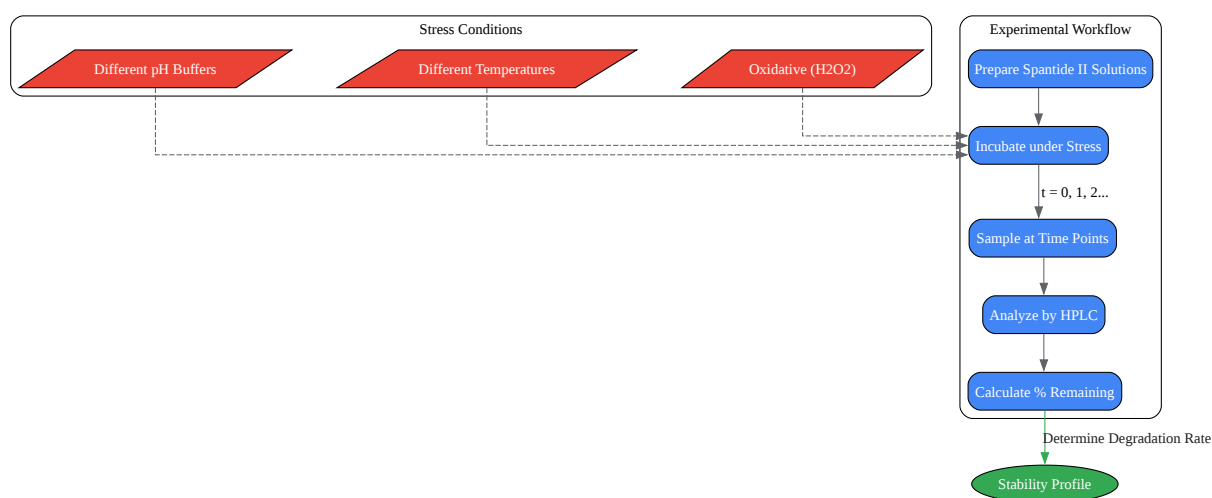 Stress Conditions
Different pH Buffers
Different Temperatures
Oxidative (H2O2)
Experimental Workflow
Prepare Spantide II Solutions
Incubate under Stress
t = 0, 1, 2...
Sample at Time Points
Analyze by HPLC
Calculate % Remaining
Determine Degradation Rate
Stability Profile